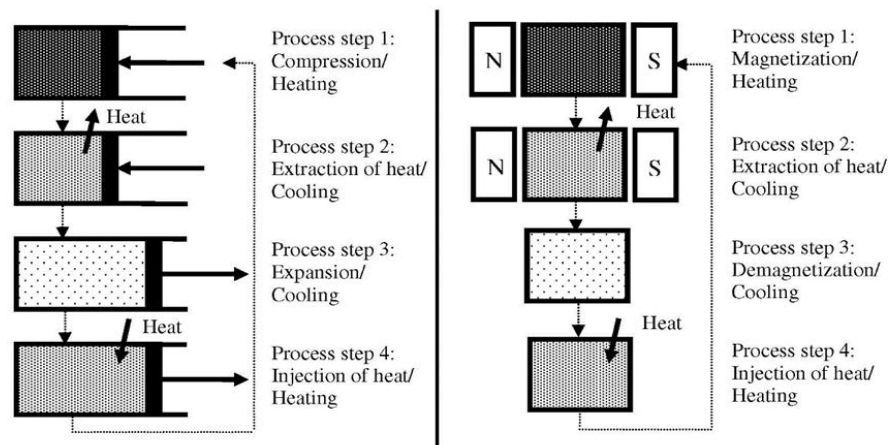 Process step 1:
Compression/
Heating
Heat
Process step 2:
Extraction of heat/
Cooling
Process step 3:
Expansion/
Cooling
Heat
Process step 4:
Injection of heat/
Heating
N
S
Process step 1:
Magnetization/
Heating
Heat
N
S
Process step 2:
Extraction of heat/
Cooling
Process step 3:
Demagnetization/
Cooling
Heat
Process step 4:
Injection of heat/
Heating